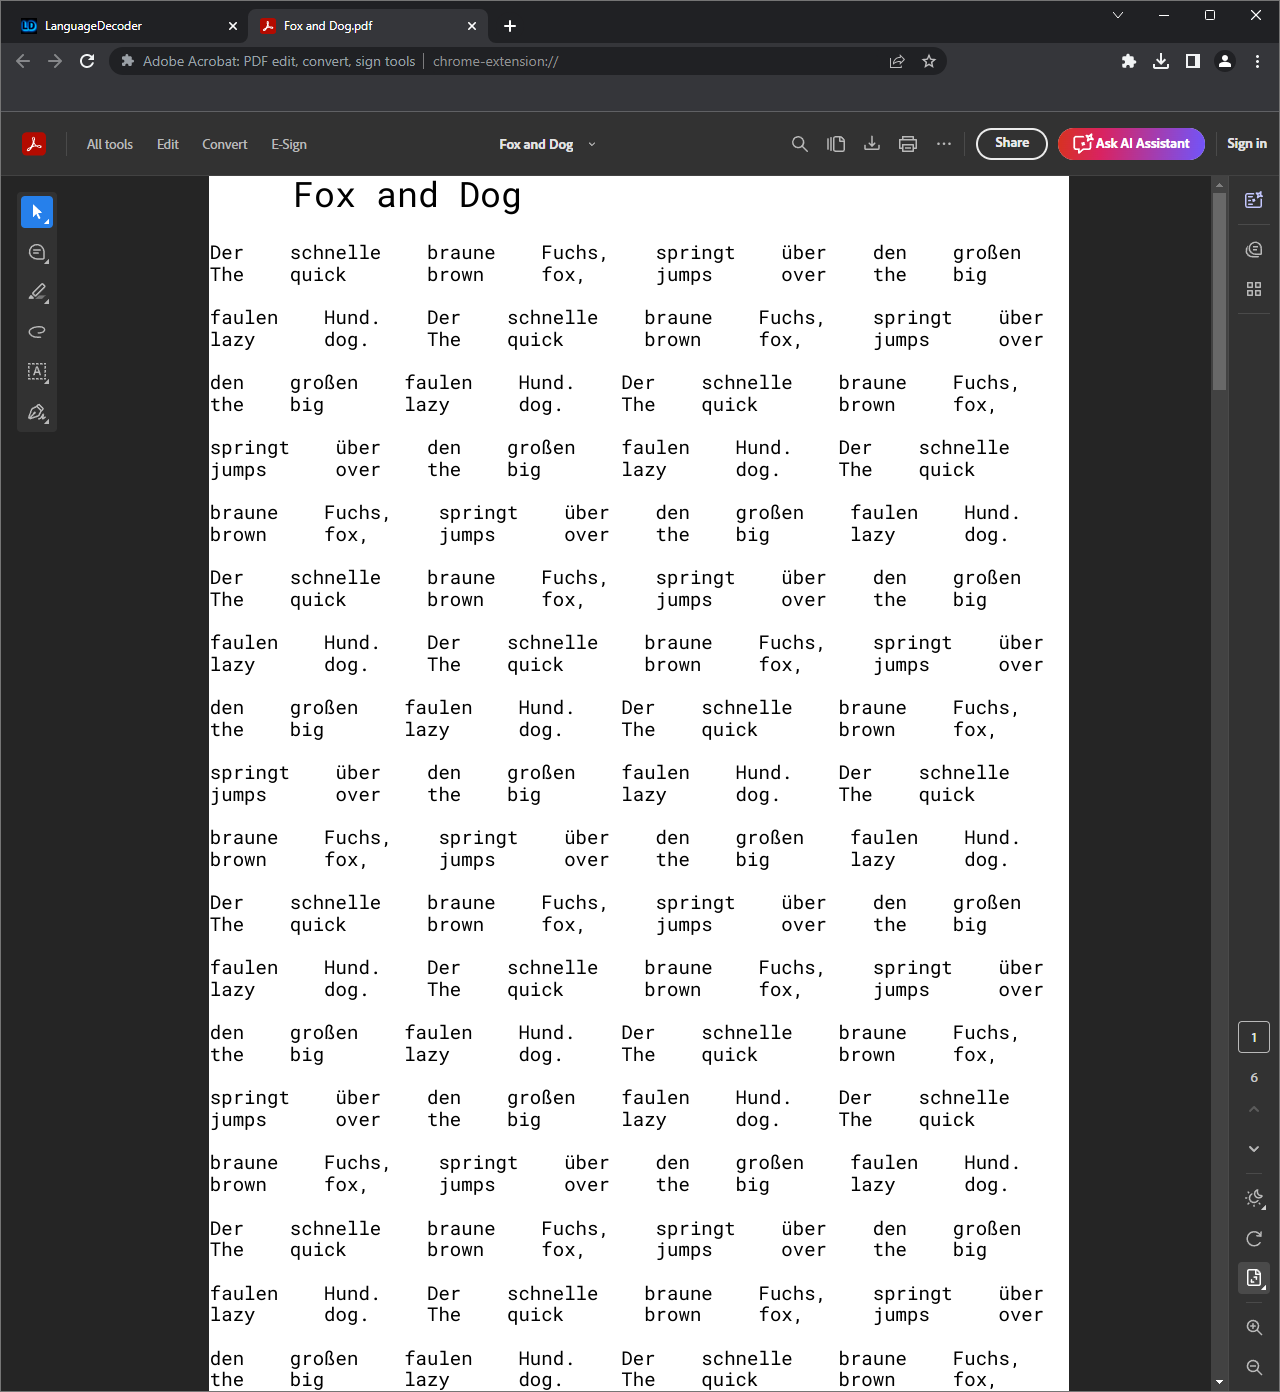 LanguageDecoder
Fox and Dog.pdf
Adobe Acrobat: PDF edit, convert, sign tools | chrome-extension://
All tools Edit Convert E-Sign Fox and Dog Share Ask AI Assistant Sign in
Fox and Dog
Der schnelle braune Fuchs, springt über den großen
The quick brown fox, jumps over the big
faulen Hund. Der schnelle braune Fuchs, springt über
lazy dog. The quick brown fox, jumps over
den großen faulen Hund. Der schnelle braune Fuchs,
the big lazy dog. The quick brown fox,
springt über den großen faulen Hund. Der schnelle
jumps over the big lazy dog. The quick
braune Fuchs, springt über den großen faulen Hund.
brown fox, jumps over the big lazy dog.
Der schnelle braune Fuchs, springt über den großen
The quick brown fox, jumps over the big
faulen Hund. Der schnelle braune Fuchs, springt über
lazy dog. The quick brown fox, jumps over
den großen faulen Hund. Der schnelle braune Fuchs,
the big lazy dog. The quick brown fox,
springt über den großen faulen Hund. Der schnelle
jumps over the big lazy dog. The quick
braune Fuchs, springt über den großen faulen Hund.
brown fox, jumps over the big lazy dog.
Der schnelle braune Fuchs, springt über den großen
The quick brown fox, jumps over the big
faulen Hund. Der schnelle braune Fuchs, springt über
lazy dog. The quick brown fox, jumps over
den großen faulen Hund. Der schnelle braune Fuchs,
the big lazy dog. The quick brown fox,
springt über den großen faulen Hund. Der schnelle
jumps over the big lazy dog. The quick
braune Fuchs, springt über den großen faulen Hund.
brown fox, jumps over the big lazy dog.
Der schnelle braune Fuchs, springt über den großen
The quick brown fox, jumps over the big
faulen Hund. Der schnelle braune Fuchs, springt über
lazy dog. The quick brown fox, jumps over
den großen faulen Hund. Der schnelle braune Fuchs,
the big lazy dog. The quick brown fox,
1
6